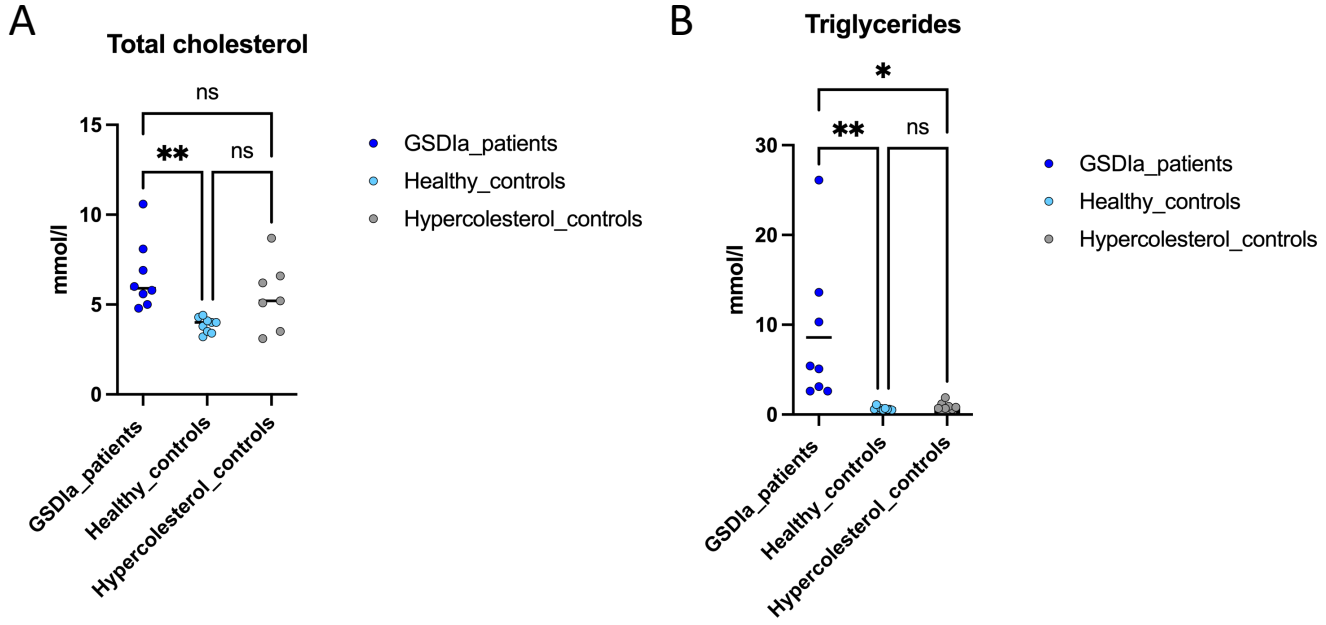 A
Total cholesterol
ns
** ns
15
10
5
0
mmol/l
GSDIa_patients
Healthy_controls
Hypercolesterol_controls
GSDIa_patients
Healthy_controls
Hypercolesterol_controls
B
Triglycerides
*
** ns
30
20
10
0
mmol/l
GSDIa_patients
Healthy_controls
Hypercolesterol_controls
GSDIa_patients
Healthy_controls
Hypercolesterol_controls